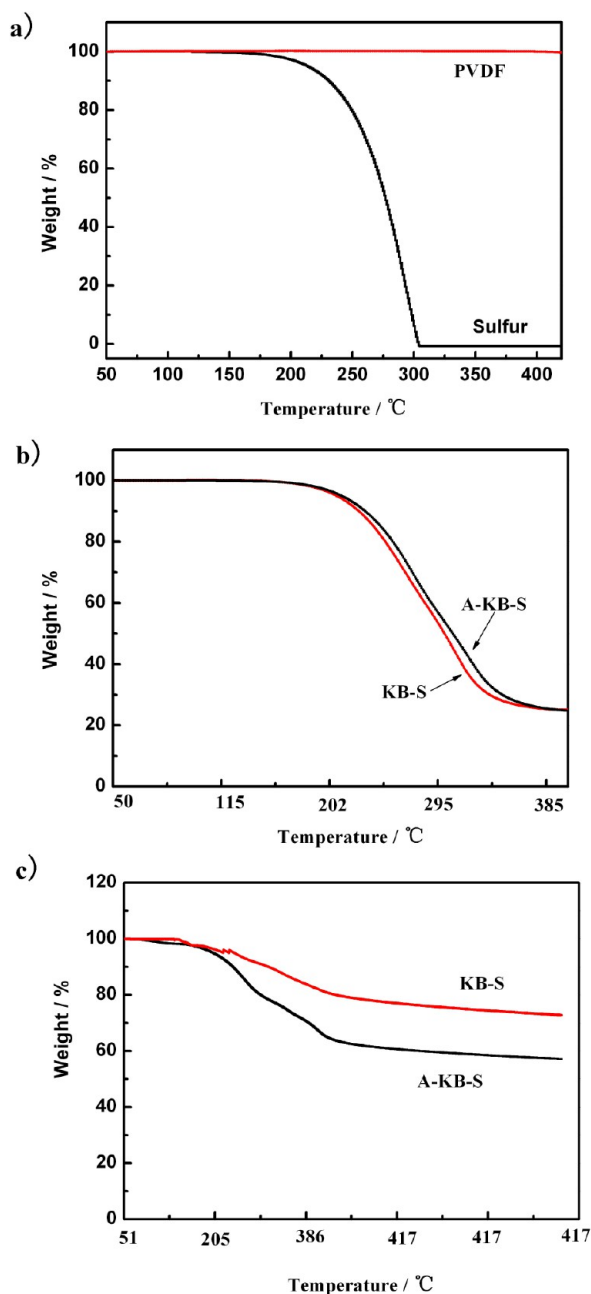 a)
100
80
60
40
20
0
Weight / %
PVDF
Sulfur
50 100 150 200 250 300 350 400
Temperature / ℃
b)
100
80
60
40
20
0
Weight / %
A-KB-S
KB-S
50 115 202 295 385
Temperature / ℃
c)
120
100
80
60
40
20
0
Weight / %
KB-S
A-KB-S
51 205 386 417 417 417
Temperature / ℃